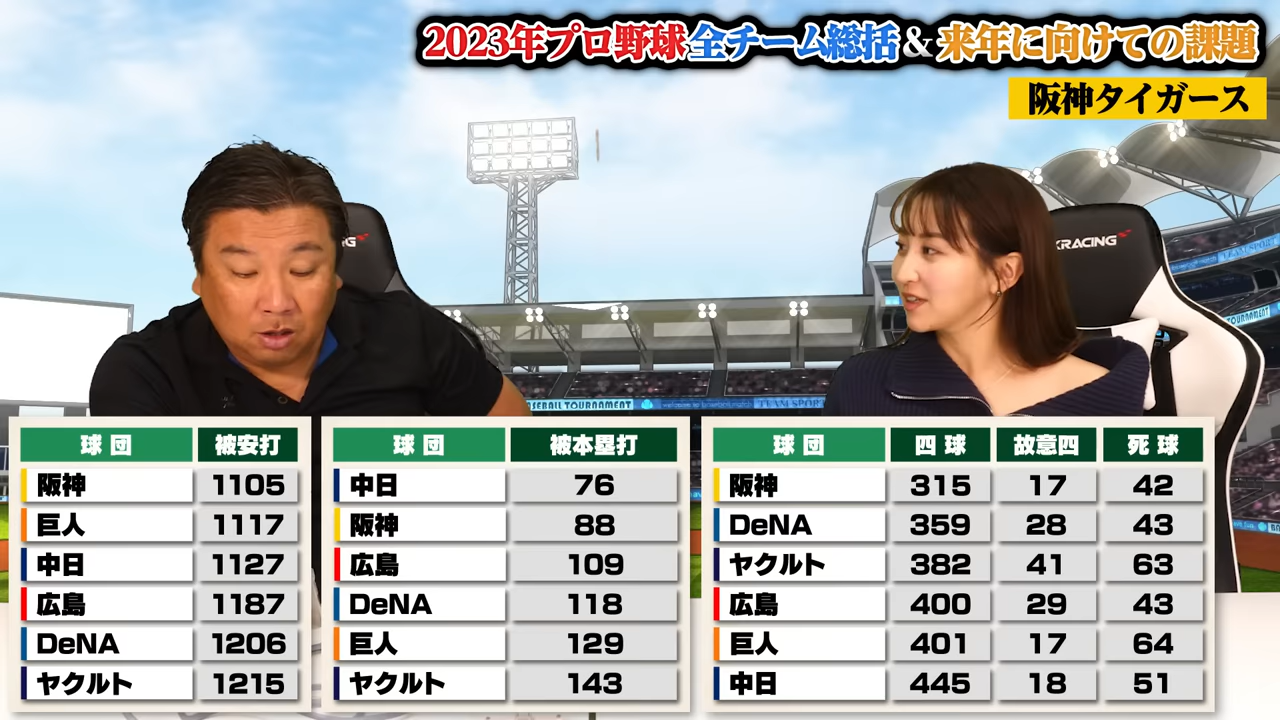 2023年プロ野球全チーム総括&来年に向けての課題
阪神タイガース
KRACING
BASEBALL TOURNAMENT
TEAM SPOR
球団 被安打
阪神 1105
巨人 1117
中日 1127
広島 1187
DeNA 1206
ヤクルト 1215
球団 被本塁打
中日 76
阪神 88
広島 109
DeNA 118
巨人 129
ヤクルト 143
球団 四球 故意四 死球
阪神 315 17 42
DeNA 359 28 43
ヤクルト 382 41 63
広島 400 29 43
巨人 401 17 64
中日 445 18 51